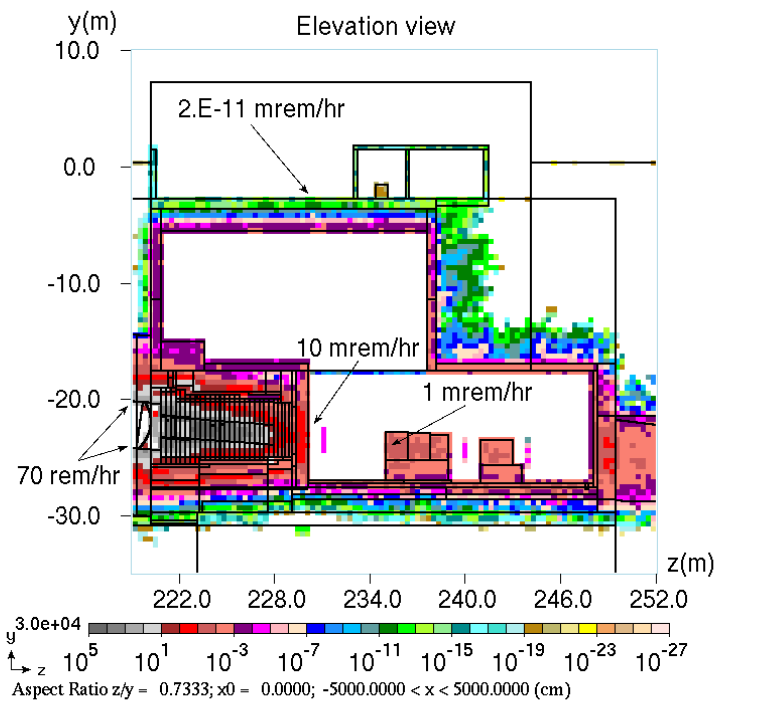 y(m)
Elevation view
10.0
2.E-11 mrem/hr
0.0
-10.0
10 mrem/hr
1 mrem/hr
-20.0
70 rem/hr
-30.0
z(m)
222.0 228.0 234.0 240.0 246.0 252.0
3.0e+04
10^5 10^1 10^-3 10^-7 10^-11 10^-15 10^-19 10^-23 10^-27
y
z
Aspect Ratio z/y = 0.7333; x0 = 0.0000; -5000.0000 < x < 5000.0000 (cm)